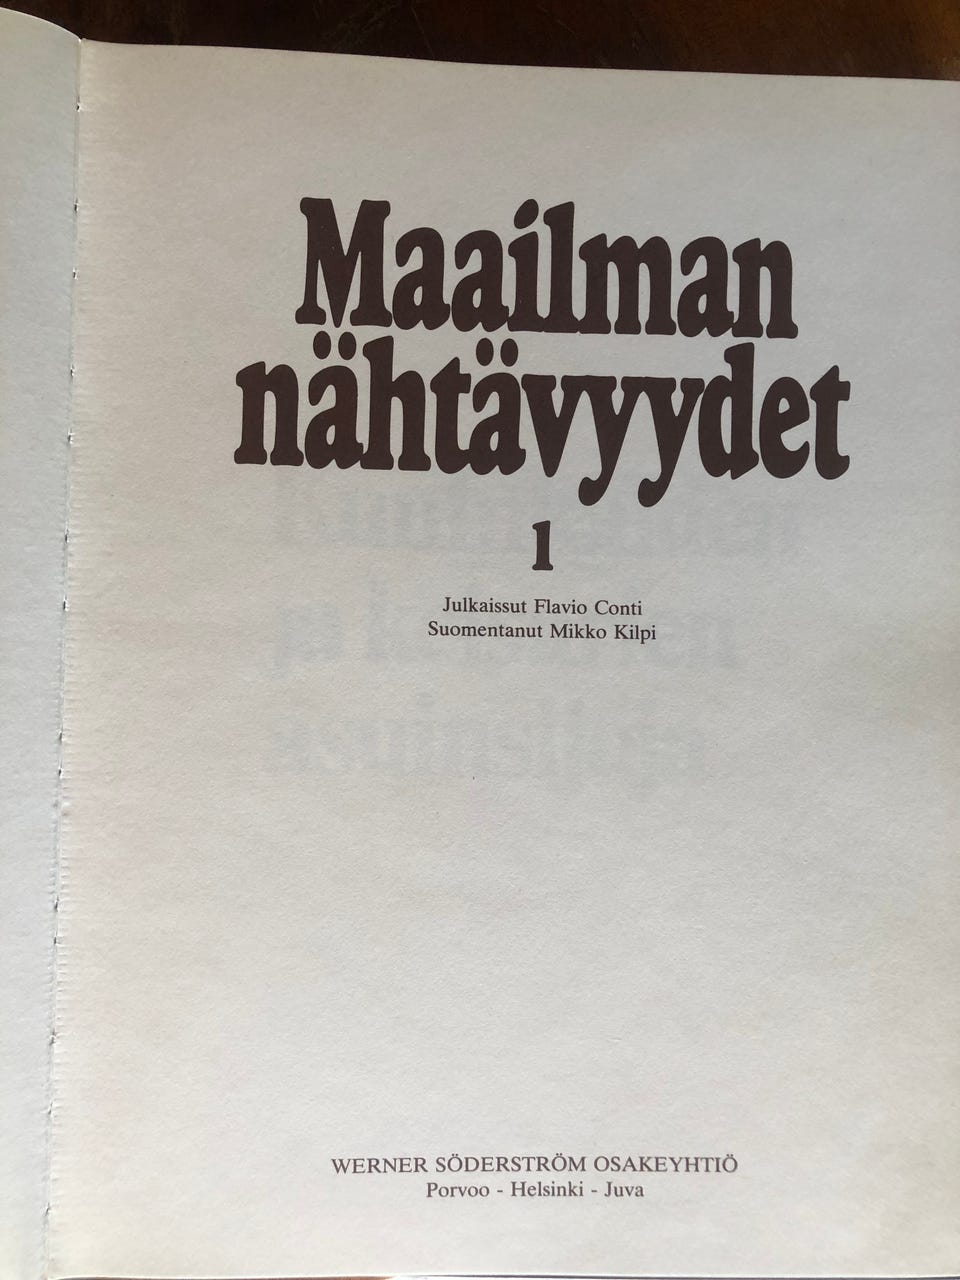 Maailman
nähtävyydet
1
Julkaissut Flavio Conti
Suomentanut Mikko Kilpi
WERNER SÖDERSTRÖM OSAKEYHTIÖ
Porvoo - Helsinki - Juva